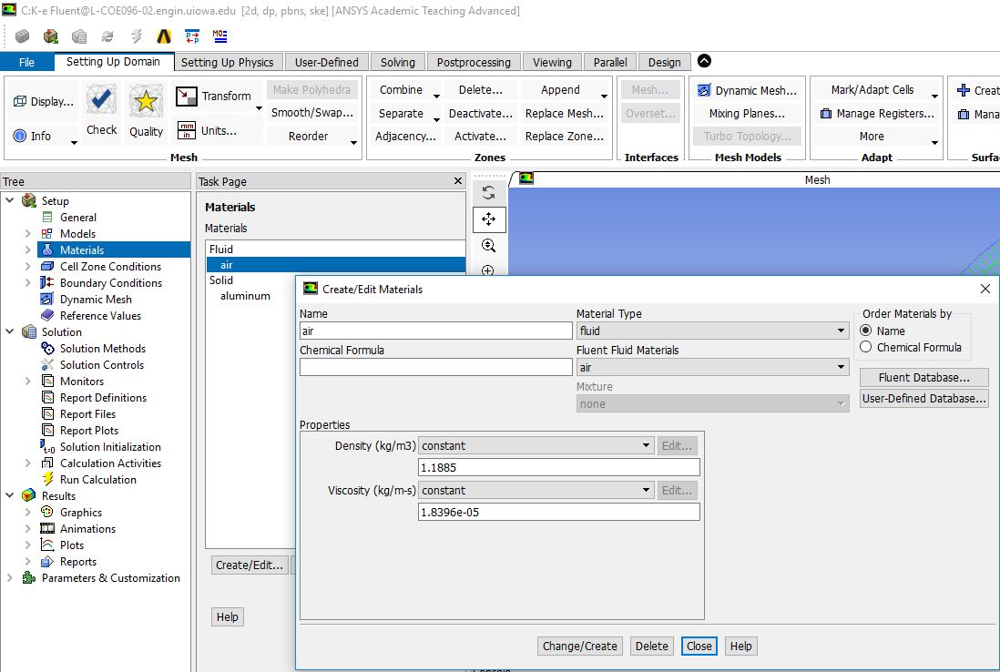 C:K-e Fluent@L-COE096-02.engin.uiowa.edu [2d, dp, pbns, ske] [ANSYS Academic Teaching Advanced]
File Setting Up Domain Setting Up Physics User-Defined Solving Postprocessing Viewing Parallel Design
Display... Transform Make Polyhedra Combine Delete... Append Mesh... Dynamic Mesh... Mark/Adapt Cells Creat
Check Quality Smooth/Swap... Separate Deactivate... Replace Mesh... Overset... Mixing Planes... Manage Registers... Mana
Info mm in Units... Reorder Adjacency... Activate... Replace Zone... Turbo Topology... More
Mesh Zones Interfaces Mesh Models Adapt Surfa
Tree Task Page Mesh
Setup
General
Models
Materials
Cell Zone Conditions
Boundary Conditions
Dynamic Mesh
Reference Values
Solution
Solution Methods
Solution Controls
Monitors
Report Definitions
Report Files
Report Plots
t=0 Solution Initialization
Calculation Activities
Run Calculation
Results
Graphics
Animations
Plots
Reports
Parameters & Customization
Materials
Materials
Fluid
air
Solid
aluminum
Create/Edit...
Help
Create/Edit Materials
Name Material Type Order Materials by
air fluid Name
Chemical Formula Fluent Fluid Materials Chemical Formula
air Fluent Database...
Mixture
none User-Defined Database...
Properties
Density (kg/m3) constant Edit...
1.1885
Viscosity (kg/m-s) constant Edit...
1.8396e-05
Change/Create Delete Close Help